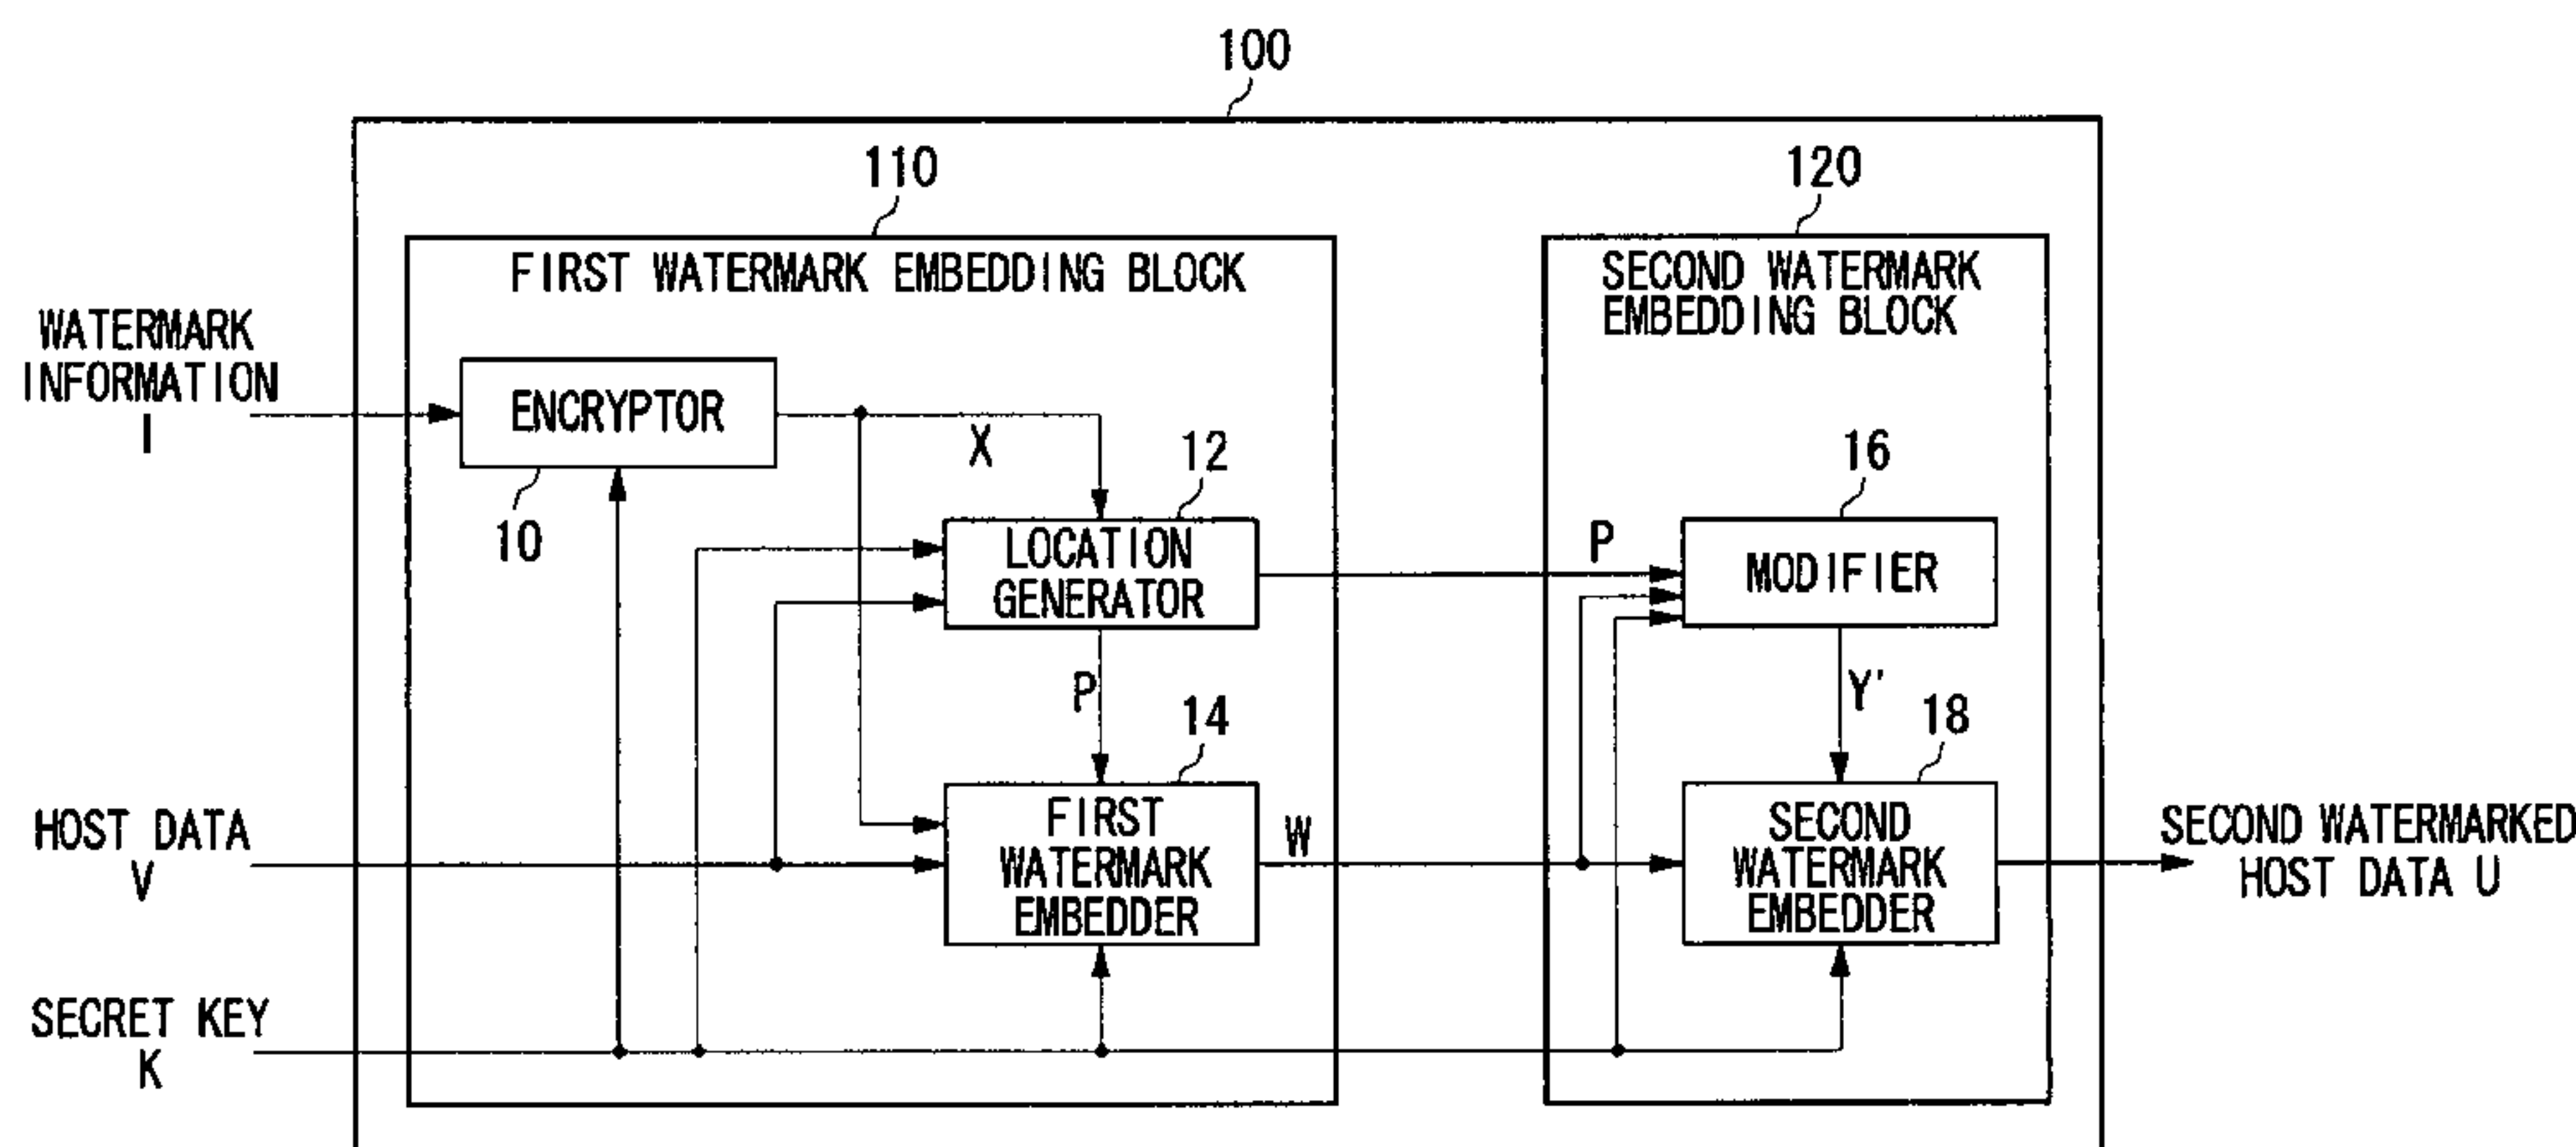 100
110
120
FIRST WATERMARK EMBEDDING BLOCK
SECOND WATERMARK
EMBEDDING BLOCK
WATERMARK
INFORMATION
I
ENCRYPTOR
10
X
12
LOCATION
GENERATOR
P
16
MODIFIER
P
14
Y'
18
HOST DATA
V
FIRST
WATERMARK
EMBEDDER
W
SECOND
WATERMARK
EMBEDDER
SECOND WATERMARKED
HOST DATA U
SECRET KEY
K